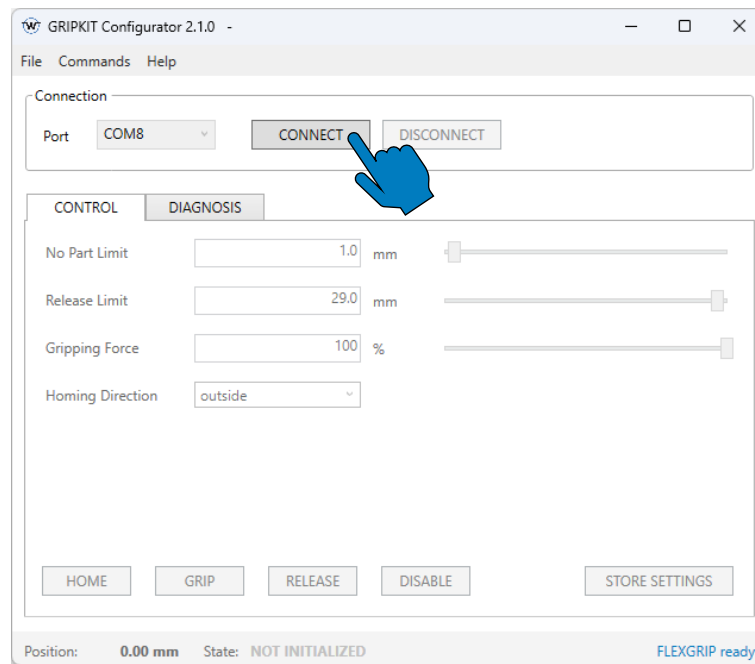 GRIPKIT Configurator 2.1.0 -
File Commands Help
Connection
Port COM8 CONNECT DISCONNECT
CONTROL DIAGNOSIS
No Part Limit 1.0 mm
Release Limit 29.0 mm
Gripping Force 100 %
Homing Direction outside
HOME GRIP RELEASE DISABLE STORE SETTINGS
Position: 0.00 mm State: NOT INITIALIZED FLEXGRIP ready